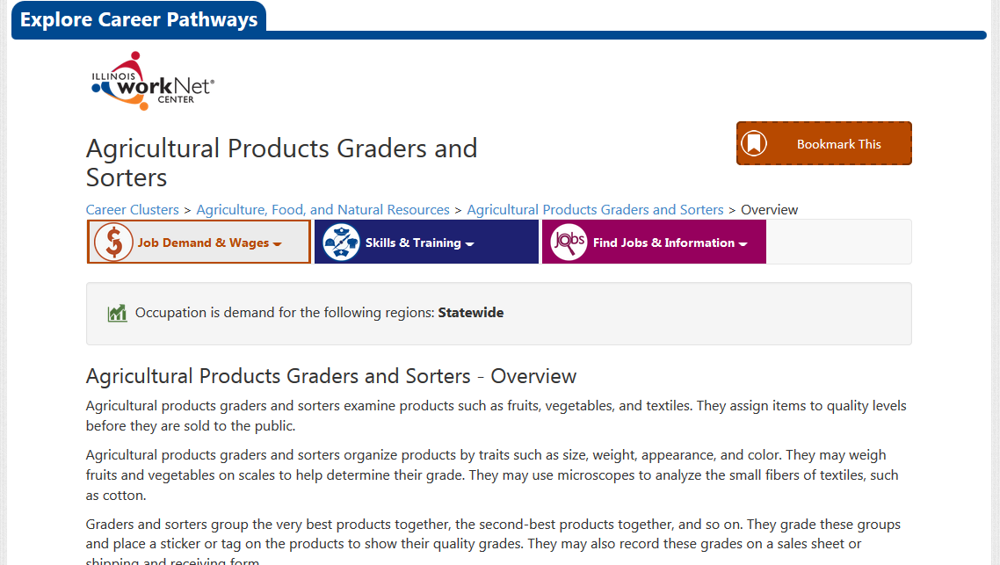 Explore Career Pathways
ILLINOIS
workNet®
CENTER
Agricultural Products Graders and
Sorters
Bookmark This
Career Clusters > Agriculture, Food, and Natural Resources > Agricultural Products Graders and Sorters > Overview
$ Job Demand & Wages Skills & Training Jobs Find Jobs & Information
Occupation is demand for the following regions: Statewide
Agricultural Products Graders and Sorters - Overview
Agricultural products graders and sorters examine products such as fruits, vegetables, and textiles. They assign items to quality levels
before they are sold to the public.
Agricultural products graders and sorters organize products by traits such as size, weight, appearance, and color. They may weigh
fruits and vegetables on scales to help determine their grade. They may use microscopes to analyze the small fibers of textiles, such
as cotton.
Graders and sorters group the very best products together, the second-best products together, and so on. They grade these groups
and place a sticker or tag on the products to show their quality grades. They may also record these grades on a sales sheet or
shipping and receiving form.